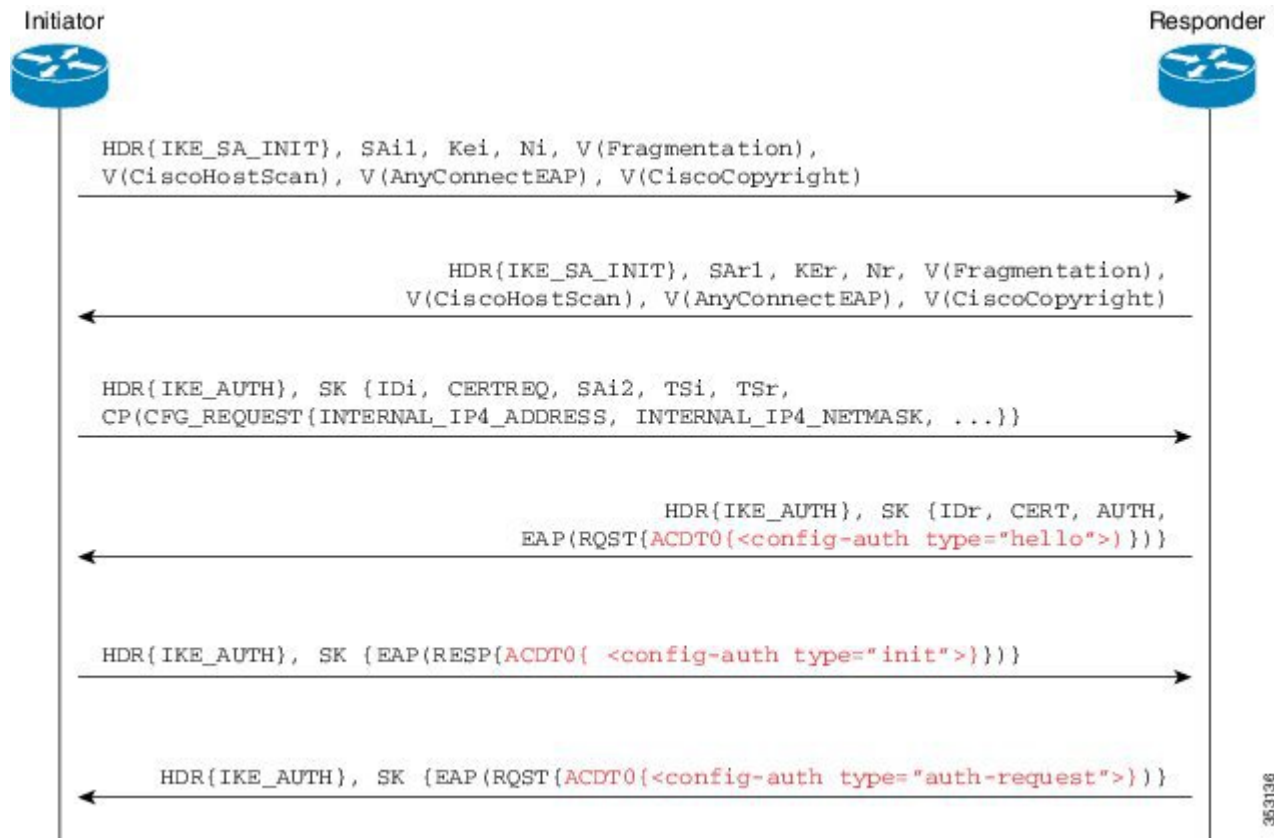 Initiator
Responder
HDR{IKE_SA_INIT}, SAi1, Kei, Ni, V(Fragmentation),
V(CiscoHostScan), V(AnyConnectEAP), V(CiscoCopyright)
HDR{IKE_SA_INIT}, SAr1, KEr, Nr, V(Fragmentation),
V(CiscoHostScan), V(AnyConnectEAP), V(CiscoCopyright)
HDR{IKE_AUTH}, SK {IDi, CERTREQ, SAi2, TSi, TSr,
CP(CFG_REQUEST{INTERNAL_IP4_ADDRESS, INTERNAL_IP4_NETMASK, ...}}
HDR{IKE_AUTH}, SK {IDr, CERT, AUTH,
EAP(RQST{ACDT0{<config-auth type="hello">)})}
HDR{IKE_AUTH}, SK {EAP(RESP{ACDT0{ <config-auth type="init">}})}
HDR{IKE_AUTH}, SK {EAP(RQST{ACDT0{<config-auth type="auth-request">})}
353136